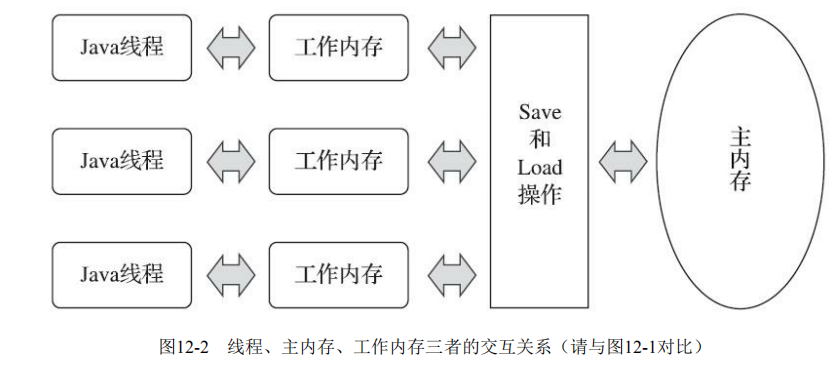 Java线程
工作内存
Java线程
工作内存
Java线程
工作内存
Save
和
Load
操作
主
内
存
图12-2 线程、主内存、工作内存三者的交互关系（请与图12-1对比）